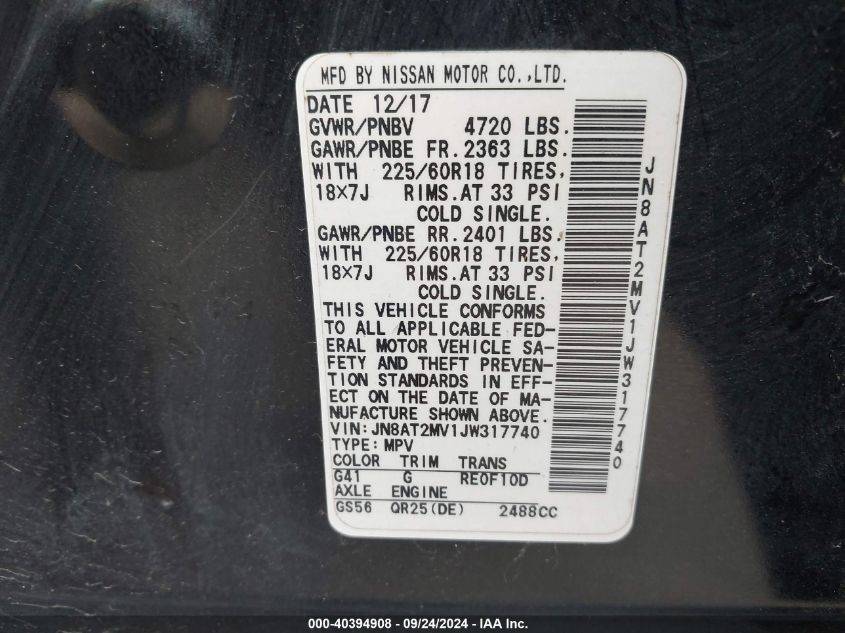 MFD BY NISSAN MOTOR CO.,LTD.
DATE 12/17
GVWR/PNBV 4720 LBS.
GAWR/PNBE FR. 2363 LBS.
WITH 225/60R18 TIRES,
18×7J RIMS.AT 33 PSI
COLD SINGLE.
GAWR/PNBE RR. 2401 LBS.
WITH 225/60R18 TIRES,
18×7J RIMS.AT 33 PSI
COLD SINGLE.
THIS VEHICLE CONFORMS
TO ALL APPLICABLE FED-
ERAL MOTOR VEHICLE SA-
FETY AND THEFT PREVEN-
TION STANDARDS IN EFF-
ECT ON THE DATE OF MA-
NUFACTURE SHOWN ABOVE.
VIN:JN8AT2MV1JW317740
TYPE:MPV
COLOR TRIM TRANS
G41 G RE0F10D
AXLE ENGINE
GS56 QR25(DE) 2488CC
JN8AT2MV1JW317740
000-40394908 - 09/24/2024 - IAA Inc.